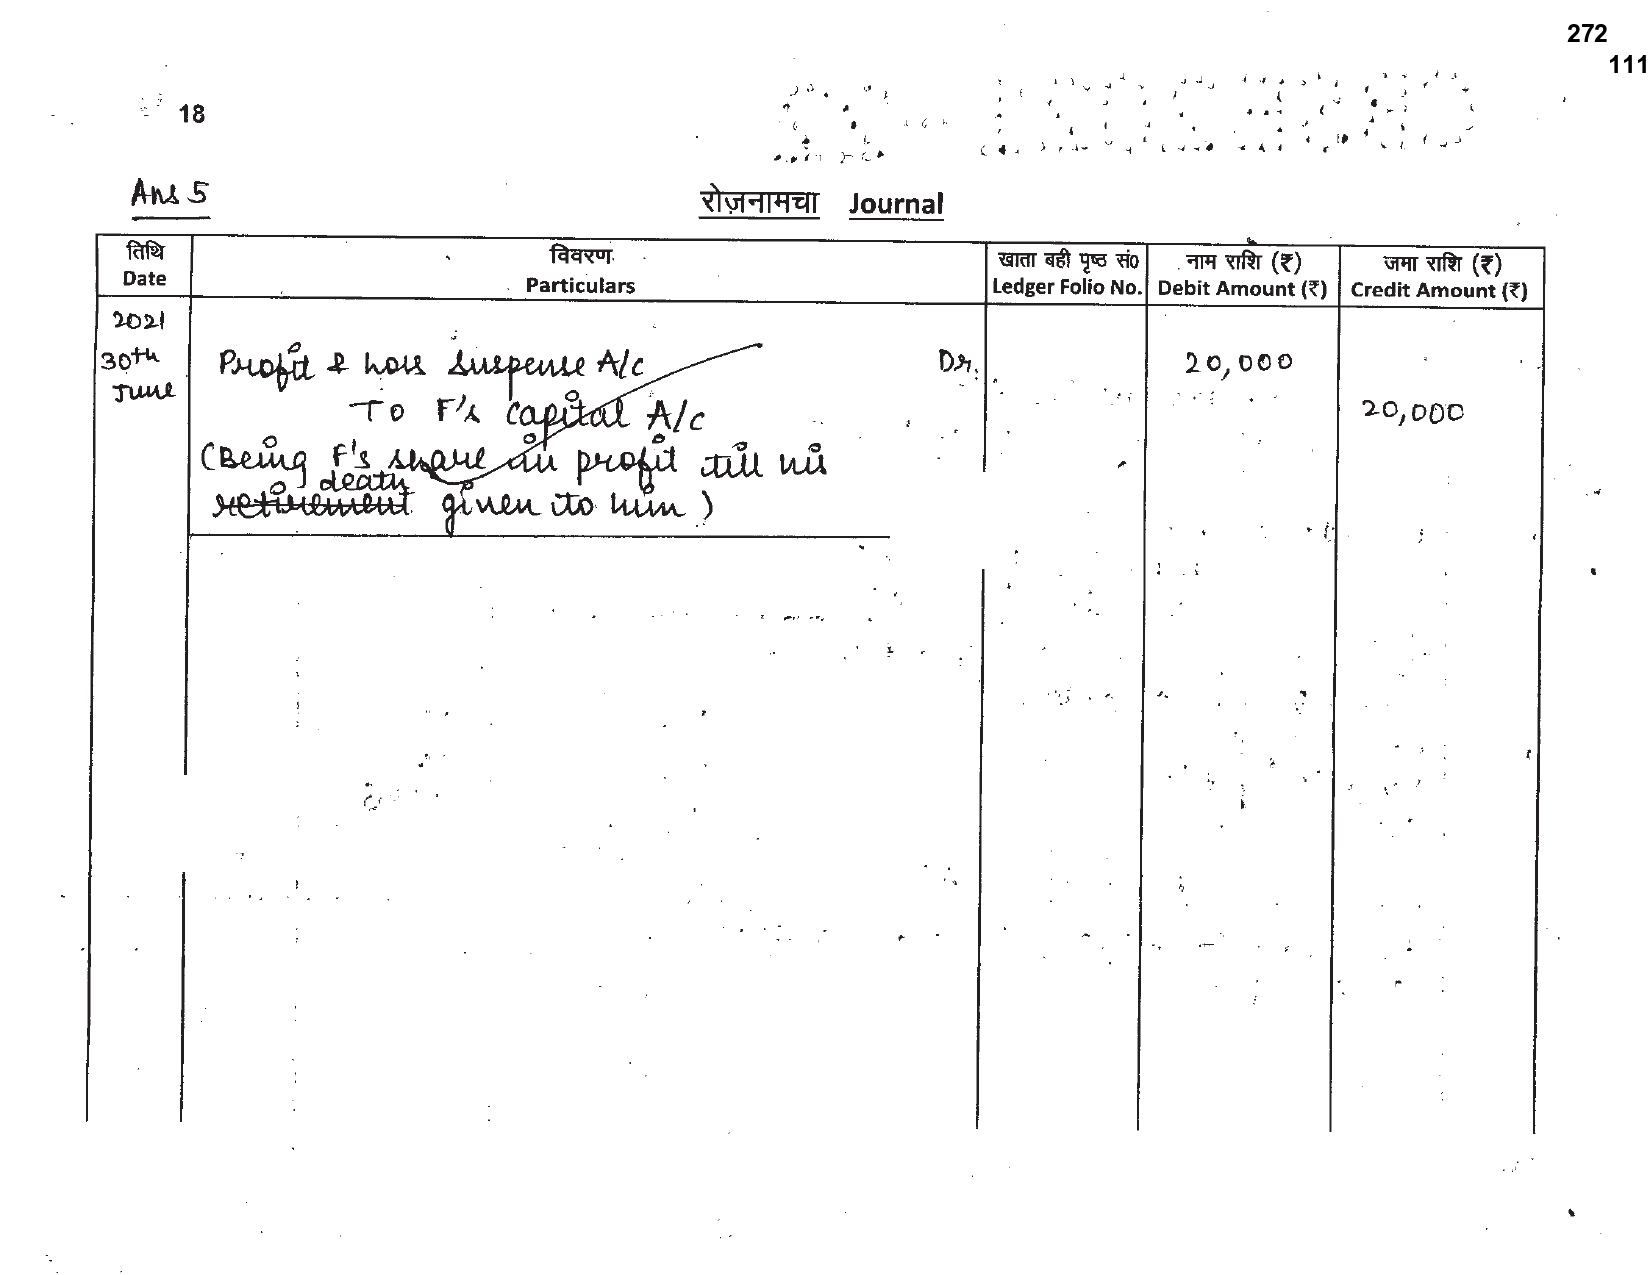 272
111
18
Ans 5
रोज़नामचा Journal
तिथि
Date
विवरण
Particulars
खाता बही पृष्ठ सं०
Ledger Folio No.
नाम राशि (₹)
Debit Amount (₹)
जमा राशि (₹)
Credit Amount (₹)
2021
30th
June
Profit & Loss Suspense A/c Dr. 20,000
To F's capital A/c 20,000
(Being F's share in profit till his
death
retirement given to him)